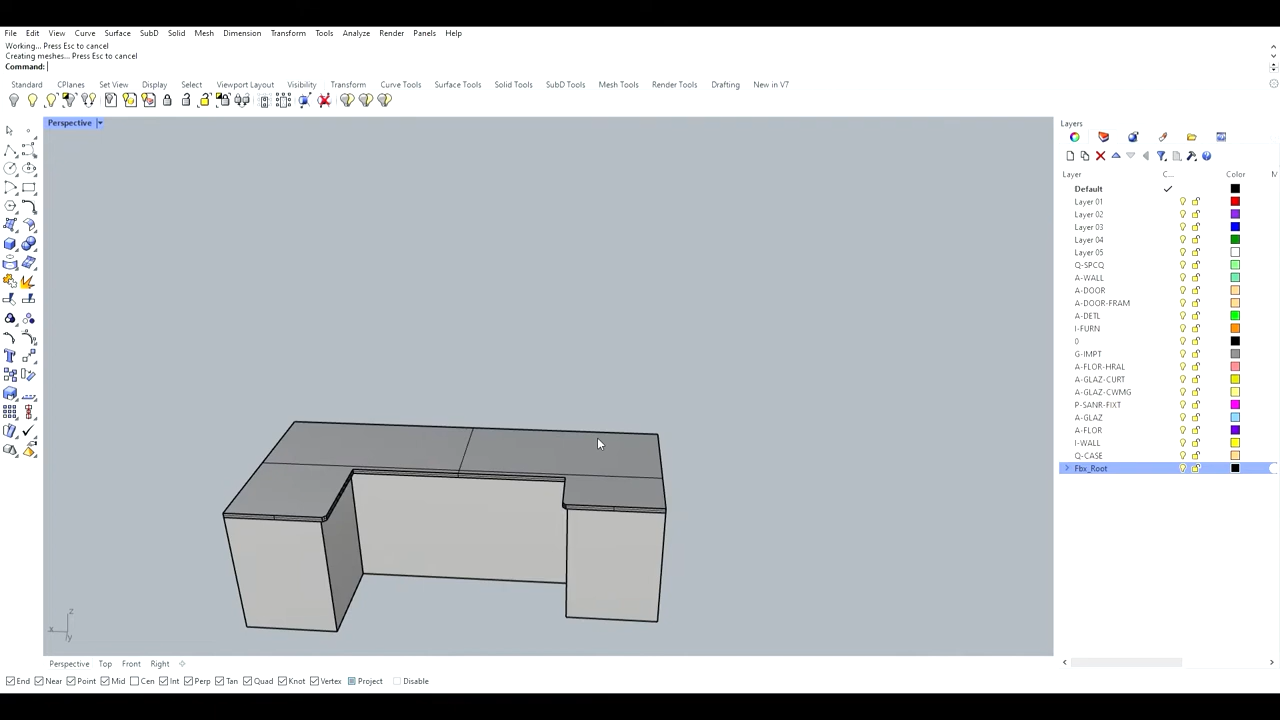 File Edit View Curve Surface SubD Solid Mesh Dimension Transform Tools Analyze Render Panels Help
Working... Press Esc to cancel
Creating meshes... Press Esc to cancel
Command:
Standard CPlanes Set View Display Select Viewport Layout Visibility Transform Curve Tools Surface Tools Solid Tools SubD Tools Mesh Tools Render Tools Drafting New in V7
Perspective
Layers
Layer C... Color M
Default
Layer 01
Layer 02
Layer 03
Layer 04
Layer 05
Q-SPCQ
A-WALL
A-DOOR
A-DOOR-FRAM
A-DETL
I-FURN
0
G-IMPT
A-FLOR-HRAL
A-GLAZ-CURT
A-GLAZ-CWMG
P-SANR-FIXT
A-GLAZ
A-FLOR
I-WALL
Q-CASE
Fbx_Root
z
x
y
Perspective Top Front Right
End Near Point Mid Cen Int Perp Tan Quad Knot Vertex Project Disable